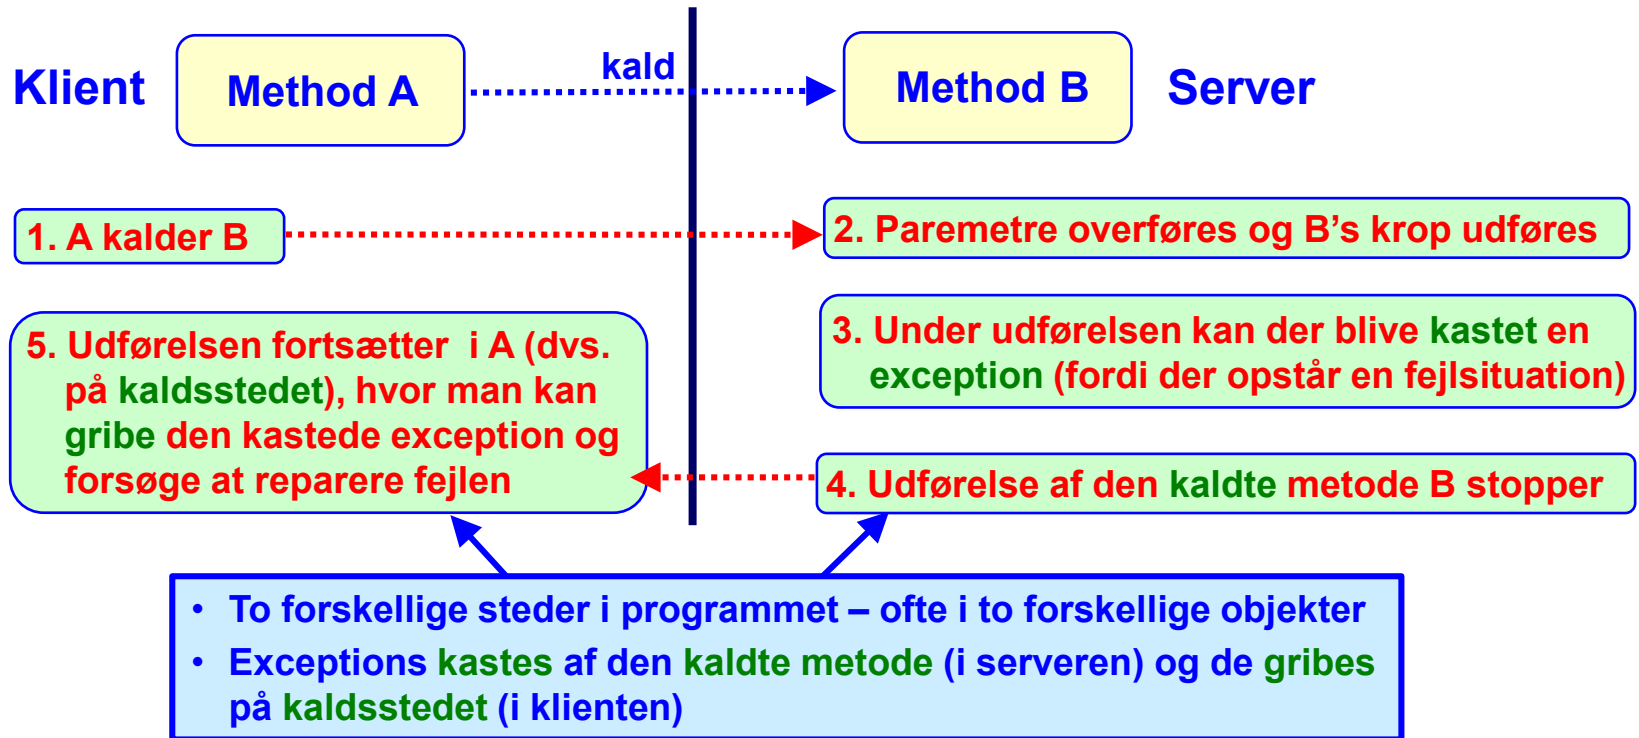 Klient
Method A
kald
Method B
Server
1. A kalder B
2. Paremetre overføres og B’s krop udføres
3. Under udførelsen kan der blive kastet en
exception (fordi der opstår en fejlsituation)
4. Udførelse af den kaldte metode B stopper
5. Udførelsen fortsætter i A (dvs.
på kaldsstedet), hvor man kan
gribe den kastede exception og
forsøge at reparere fejlen
• To forskellige steder i programmet – ofte i to forskellige objekter
• Exceptions kastes af den kaldte metode (i serveren) og de gribes
på kaldsstedet (i klienten)